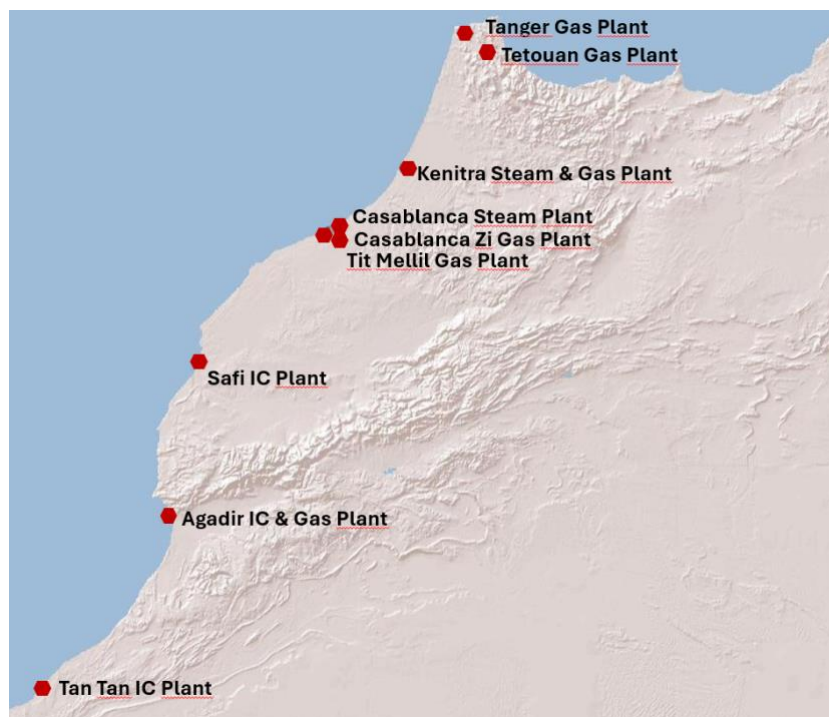 Tanger Gas Plant
Tetouan Gas Plant
Kenitra Steam & Gas Plant
Casablanca Steam Plant
Casablanca Zi Gas Plant
Tit Mellil Gas Plant
Safi IC Plant
Agadir IC & Gas Plant
Tan Tan IC Plant